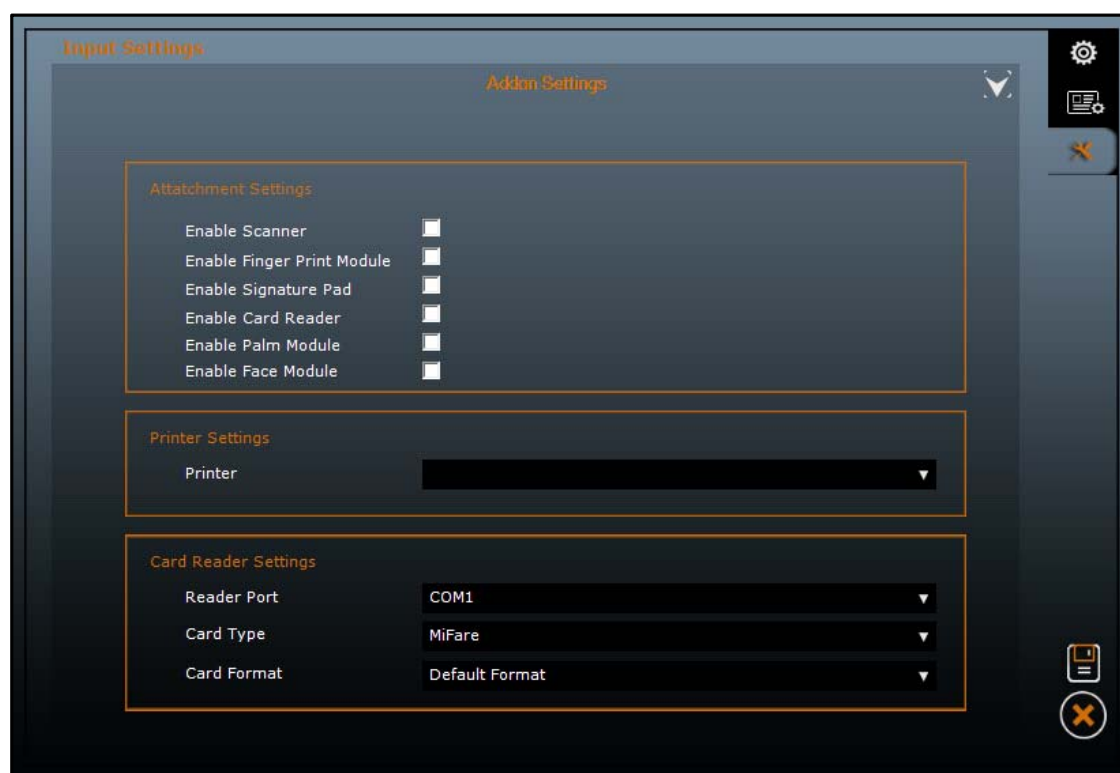 Input Settings
Addon Settings
Attatchment Settings
Enable Scanner
Enable Finger Print Module
Enable Signature Pad
Enable Card Reader
Enable Palm Module
Enable Face Module
Printer Settings
Printer
Card Reader Settings
Reader Port COM1
Card Type MiFare
Card Format Default Format